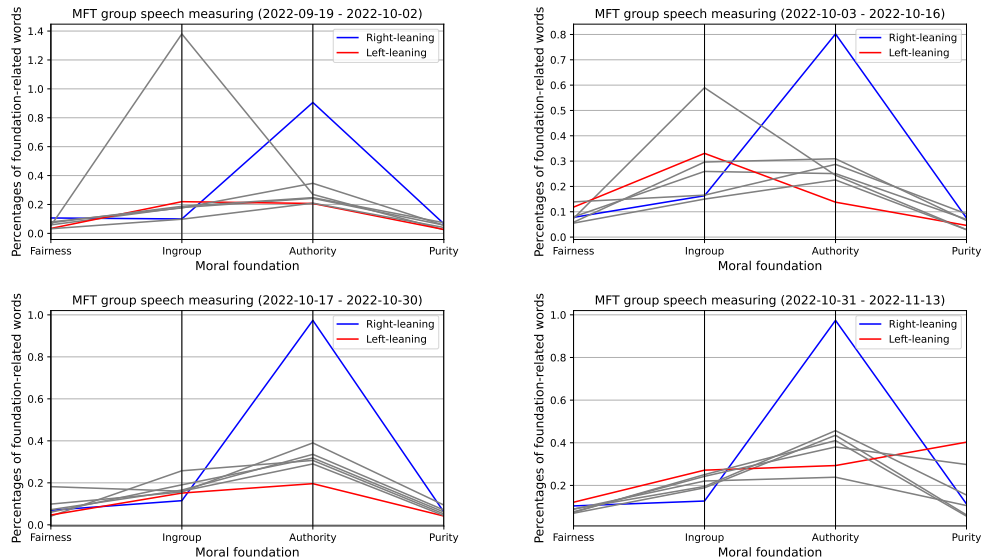 MFT group speech measuring (2022-09-19 - 2022-10-02)
Percentages of foundation-related words
1.4
1.2
1.0
0.8
0.6
0.4
0.2
0.0
Right-leaning
Left-leaning
Fairness Ingroup Authority Purity
Moral foundation
MFT group speech measuring (2022-10-03 - 2022-10-16)
Percentages of foundation-related words
0.8
0.7
0.6
0.5
0.4
0.3
0.2
0.1
0.0
Right-leaning
Left-leaning
Fairness Ingroup Authority Purity
Moral foundation
MFT group speech measuring (2022-10-17 - 2022-10-30)
Percentages of foundation-related words
1.0
0.8
0.6
0.4
0.2
0.0
Right-leaning
Left-leaning
Fairness Ingroup Authority Purity
Moral foundation
MFT group speech measuring (2022-10-31 - 2022-11-13)
Percentages of foundation-related words
1.0
0.8
0.6
0.4
0.2
Right-leaning
Left-leaning
Fairness Ingroup Authority Purity
Moral foundation